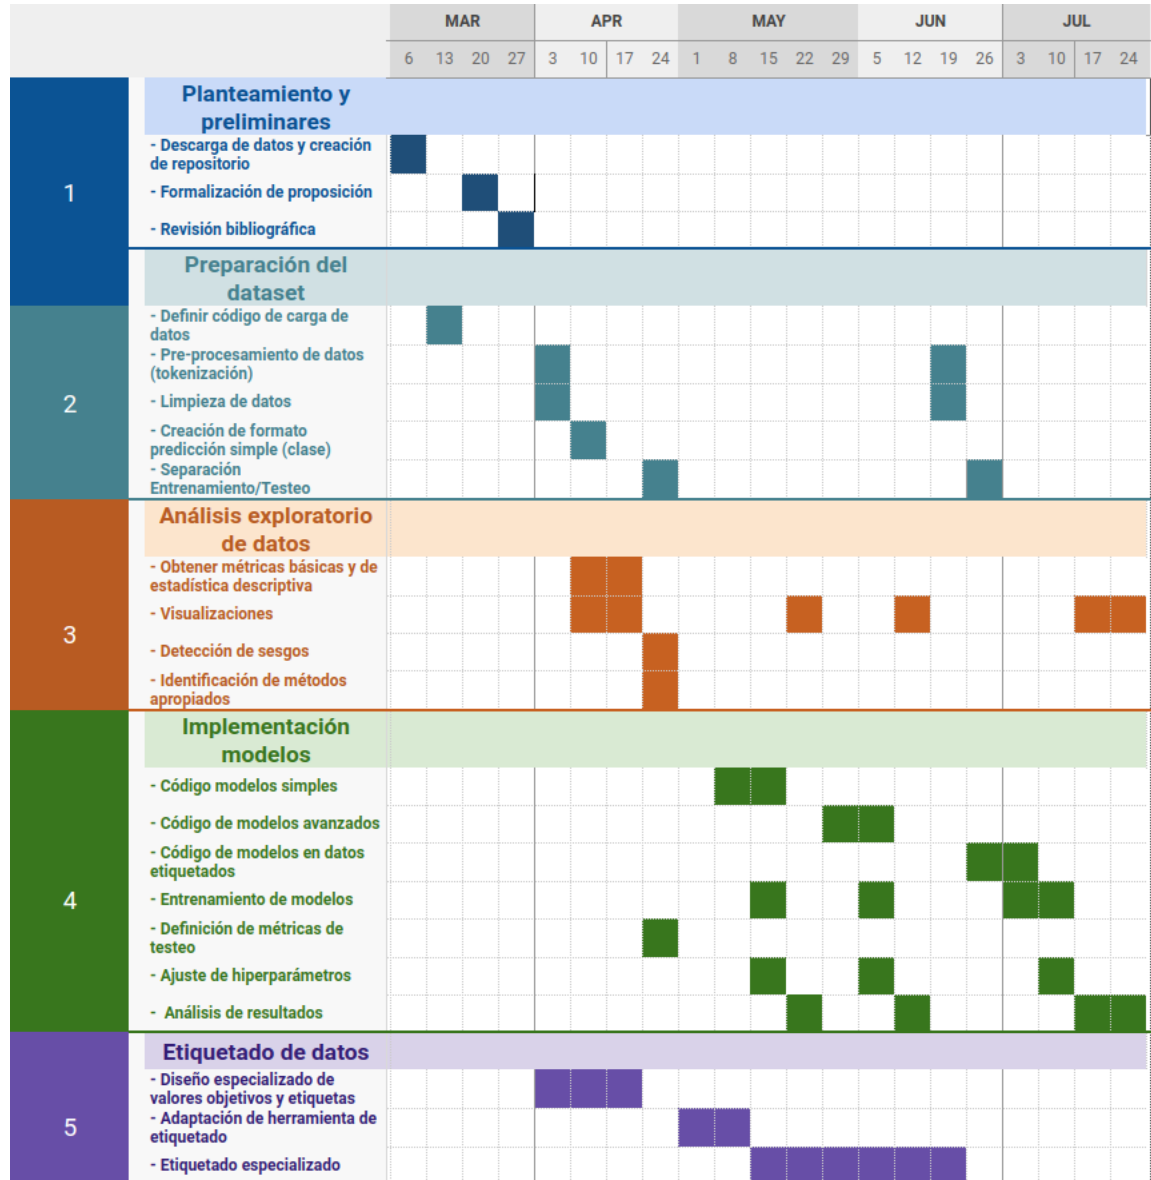 MAR APR MAY JUN JUL
6 13 20 27 3 10 17 24 1 8 15 22 29 5 12 19 26 3 10 17 24
1
Planteamiento y
preliminares
- Descarga de datos y creación
de repositorio
- Formalización de proposición
- Revisión bibliográfica
Preparación del
dataset
2
- Definir código de carga de
datos
- Pre-procesamiento de datos
(tokenización)
- Limpieza de datos
- Creación de formato
predicción simple (clase)
- Separación
Entrenamiento/Testeo
3
Análisis exploratorio
de datos
- Obtener métricas básicas y de
estadística descriptiva
- Visualizaciones
- Detección de sesgos
- Identificación de métodos
apropiados
4
Implementación
modelos
- Código modelos simples
- Código de modelos avanzados
- Código de modelos en datos
etiquetados
- Entrenamiento de modelos
- Definición de métricas de
testeo
- Ajuste de hiperparámetros
- Análisis de resultados
5
Etiquetado de datos
- Diseño especializado de
valores objetivos y etiquetas
- Adaptación de herramienta de
etiquetado
- Etiquetado especializado